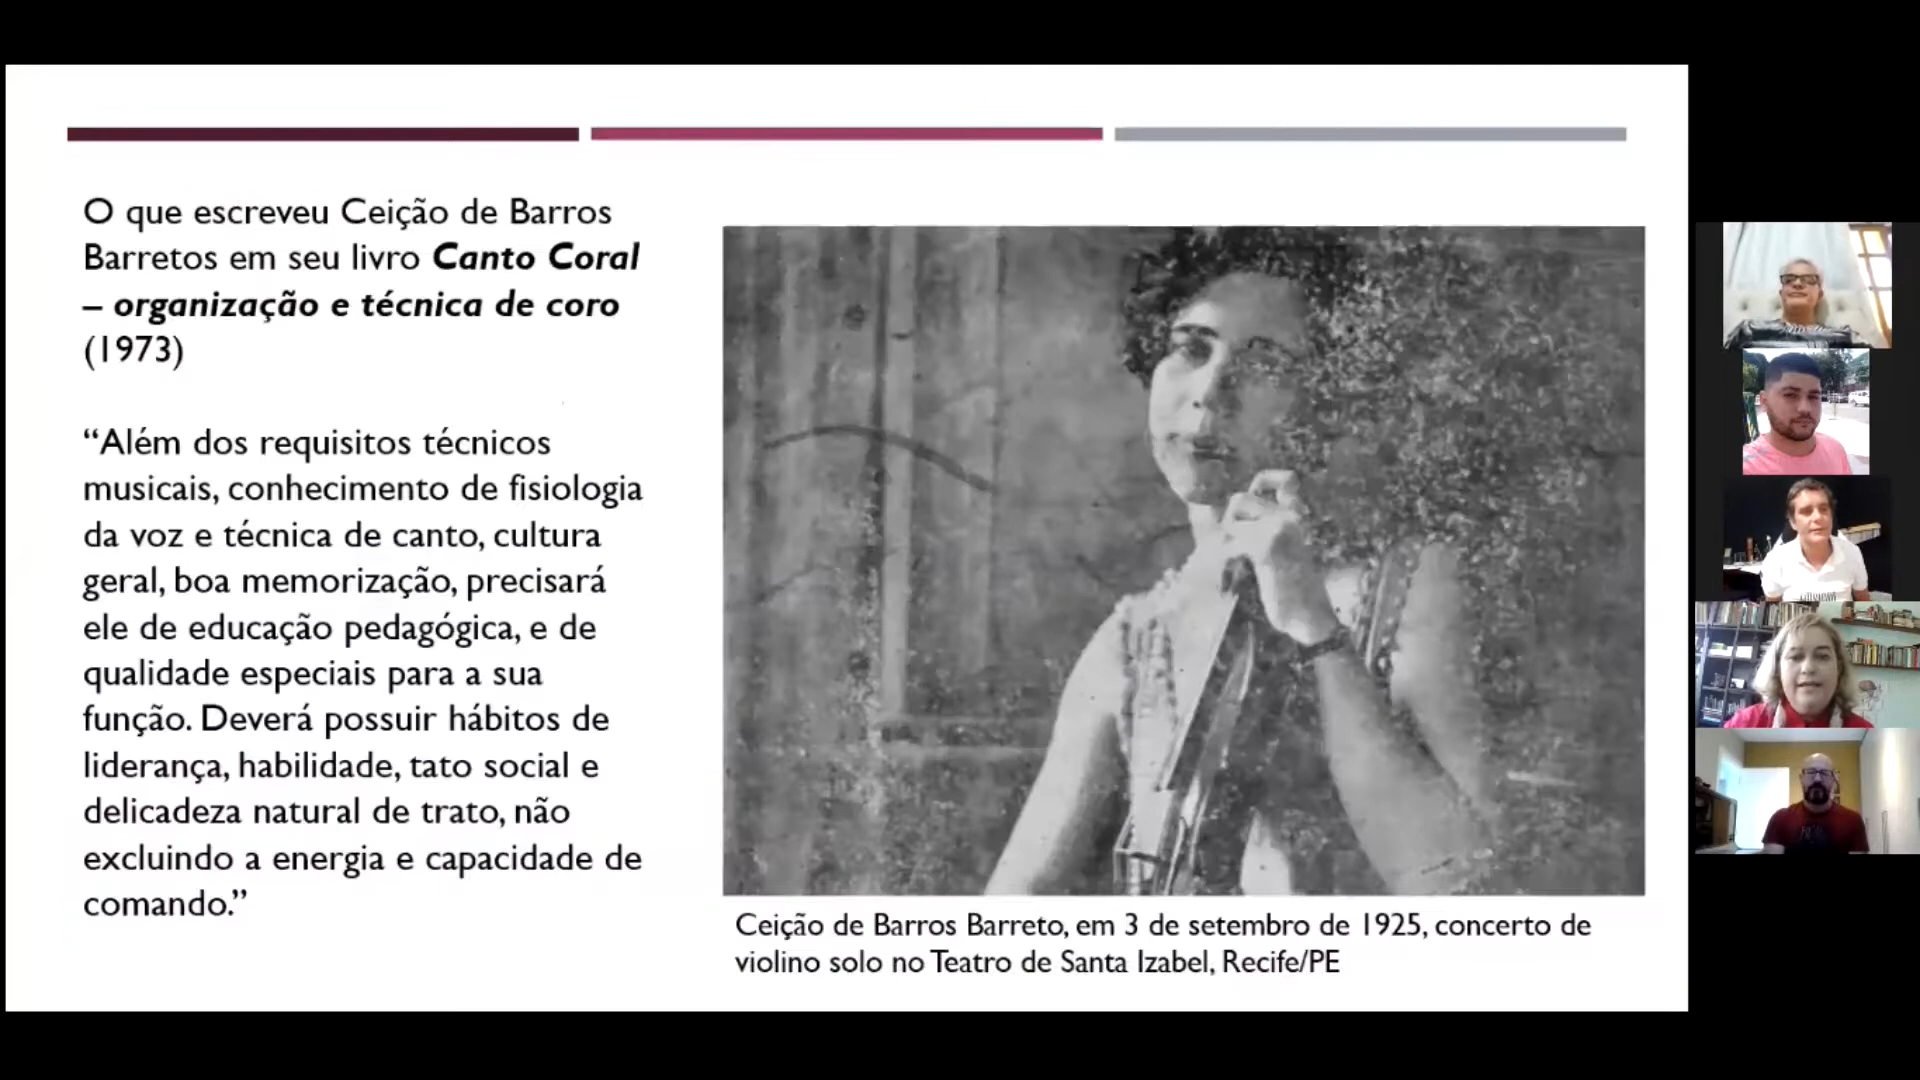 O que escreveu Ceição de Barros
Barretos em seu livro Canto Coral
– organização e técnica de coro
(1973)
“Além dos requisitos técnicos
musicais, conhecimento de fisiologia
da voz e técnica de canto, cultura
geral, boa memorização, precisará
ele de educação pedagógica, e de
qualidade especiais para a sua
função. Deverá possuir hábitos de
liderança, habilidade, tato social e
delicadeza natural de trato, não
excluindo a energia e capacidade de
comando.”
Ceição de Barros Barreto, em 3 de setembro de 1925, concerto de
violino solo no Teatro de Santa Izabel, Recife/PE